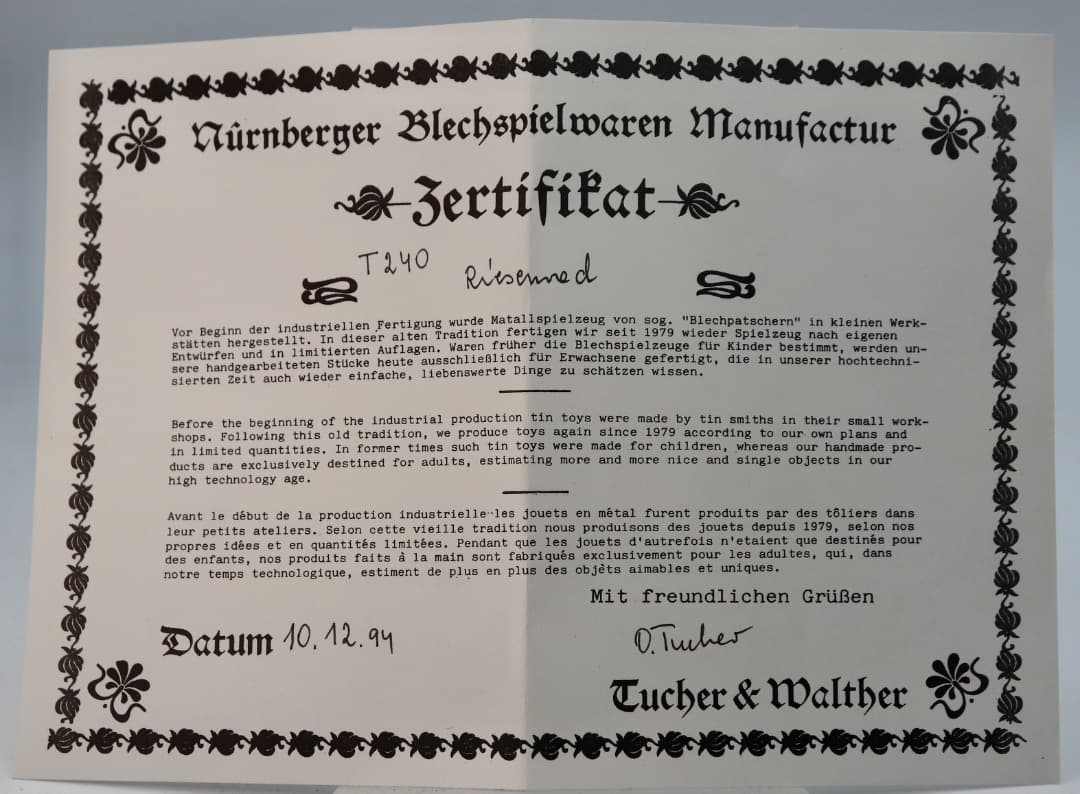 Nûrnberger Blechspielwaren Manufactur
Zertifikat
T240 Riesenrad
Vor Beginn der industriellen Fertigung wurde Matallspielzeug von sog. "Blechpatschern" in kleinen Werk-
stätten hergestellt. In dieser alten Tradition fertigen wir seit 1979 wieder Spielzeug nach eigenen
Entwürfen und in limitierten Auflagen. Waren früher die Blechspielzeuge für Kinder bestimmt, werden un-
sere handgearbeiteten Stücke heute ausschließlich für Erwachsene gefertigt, die in unserer hochtechni-
sierten Zeit auch wieder einfache, liebenswerte Dinge zu schätzen wissen.
Before the beginning of the industrial production tin toys were made by tin smiths in their small work-
shops. Following this old tradition, we produce toys again since 1979 according to our own plans and
in limited quantities. In former times such tin toys were made for children, whereas our handmade pro-
ducts are exclusively destined for adults, estimating more and more nice and single objects in our
high technology age.
Avant le début de la production industrielle les jouets en métal furent produits par des tôliers dans
leur petits ateliers. Selon cette vieille tradition nous produisons des jouets depuis 1979, selon nos
propres idées et en quantités limitées. Pendant que les jouets d'autrefois n'etaient que destinés pour
des enfants, nos produits faits à la main sont fabriqués exclusivement pour les adultes, qui, dans
notre temps technologique, estiment de plus en plus des objèts aimables et uniques.
Mit freundlichen Grüßen
Datum 10.12.94
O. Tucher
Tucher & Walther